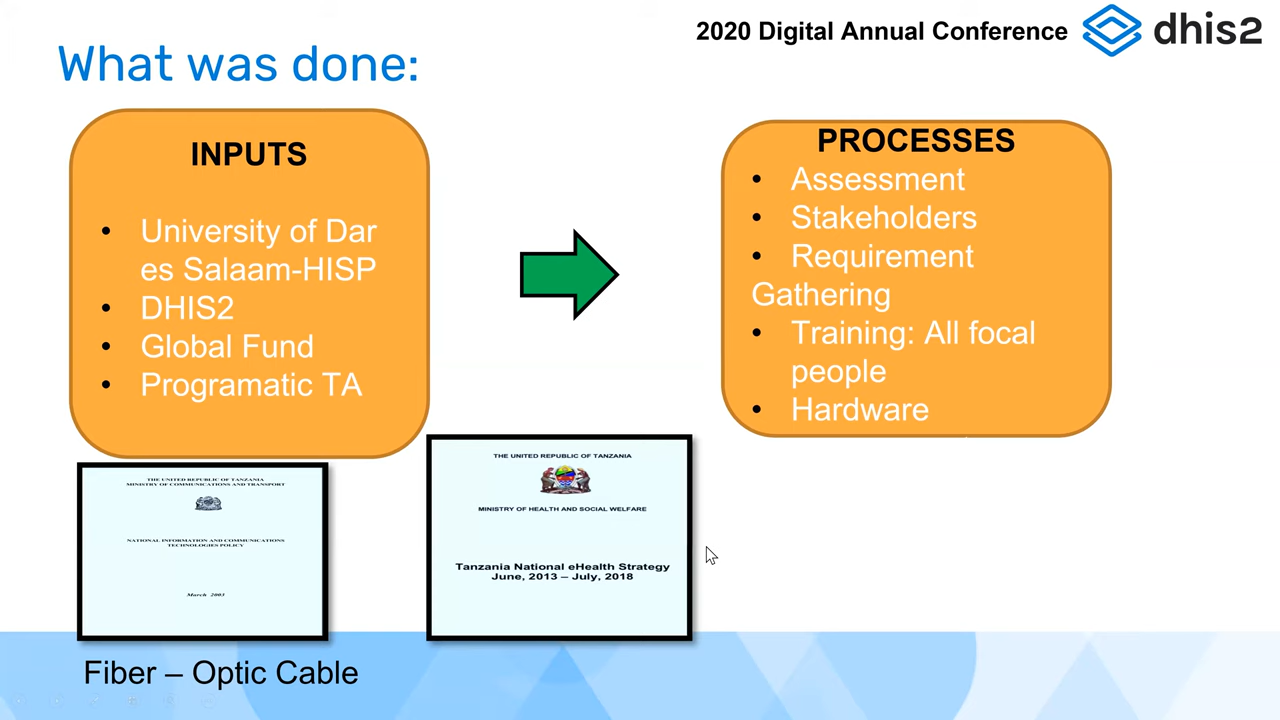 2020 Digital Annual Conference
dhis2
What was done:
INPUTS
• University of Dar
es Salaam-HISP
• DHIS2
• Global Fund
• Programatic TA
PROCESSES
• Assessment
• Stakeholders
• Requirement
Gathering
• Training: All focal
people
• Hardware
THE UNITED REPUBLIC OF TANZANIA
MINISTRY OF COMMUNICATIONS AND TRANSPORT
NATIONAL INFORMATION AND COMMUNICATIONS
TECHNOLOGIES POLICY
March 2003
THE UNITED REPUBLIC OF TANZANIA
MINISTRY OF HEALTH AND SOCIAL WELFARE
Tanzania National eHealth Strategy
June, 2013 – July, 2018
Fiber – Optic Cable